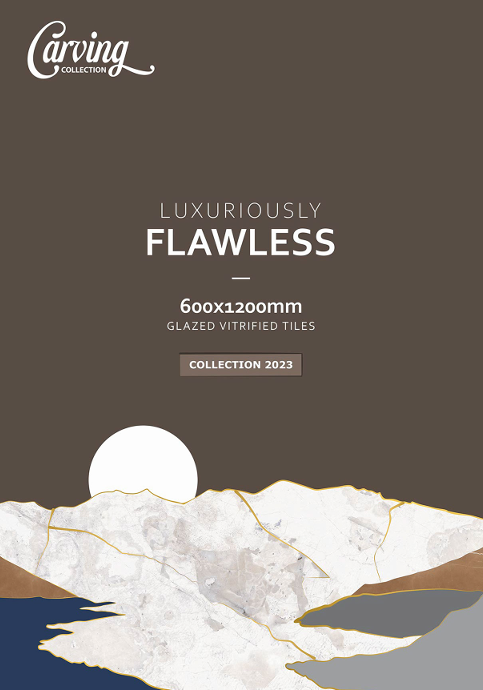 Carving
COLLECTION
LUXURIOUSLY
FLAWLESS
600x1200mm
GLAZED VITRIFIED TILES
COLLECTION 2023